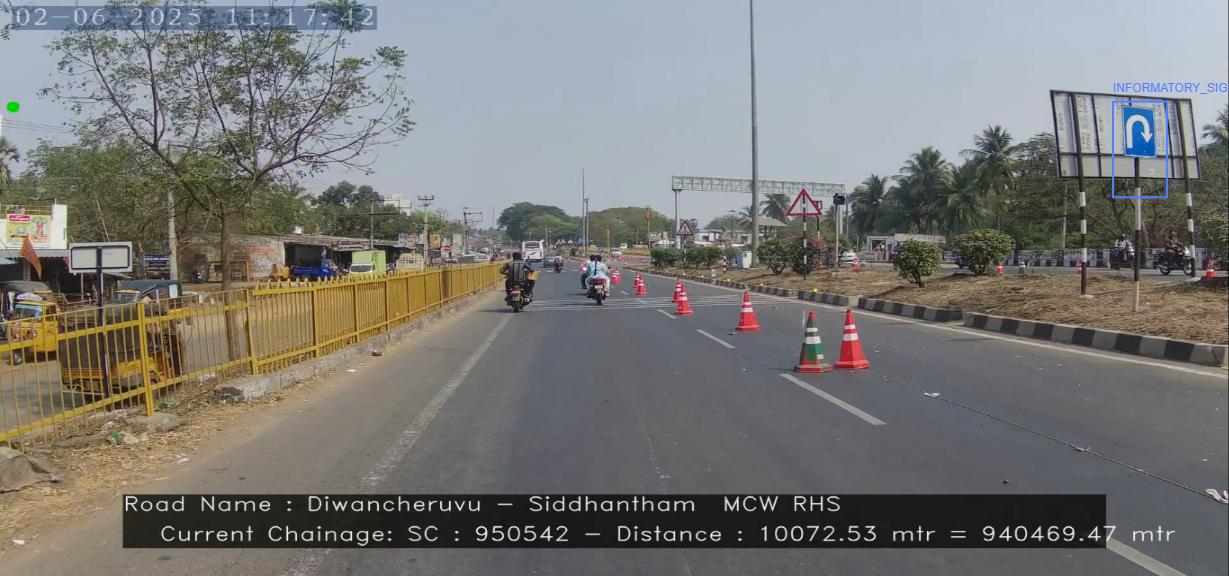 02-06 2025 11:17:42
INFORMATORY_SIG
Road Name : Diwancheruvu - Siddhantham MCW RHS
Current Chainage: SC : 950542 - Distance : 10072.53 mtr = 940469.47 mtr